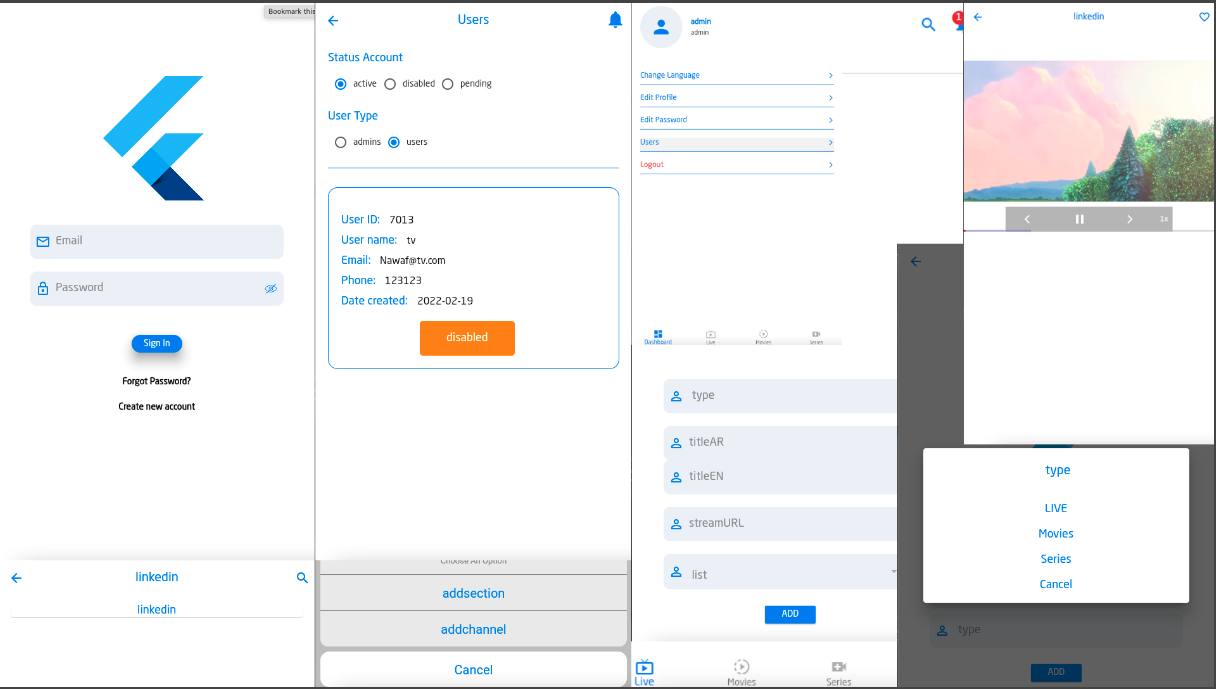 Bookmark this
Email
Password
Sign In
Forgot Password?
Create new account
linkedin
linkedin
Users
Status Account
active
disabled
pending
User Type
admins
users
User ID: 7013
User name: tv
Email: Nawaf@tv.com
Phone: 123123
Date created: 2022-02-19
disabled
Choose An Option
addsection
addchannel
Cancel
admin
admin
1
Change Language
Edit Profile
Edit Password
Users
Logout
Dashboard
Live
Movies
Series
type
titleAR
titleEN
streamURL
list
ADD
Live
Movies
Series
linkedin
1x
type
LIVE
Movies
Series
Cancel
type
ADD